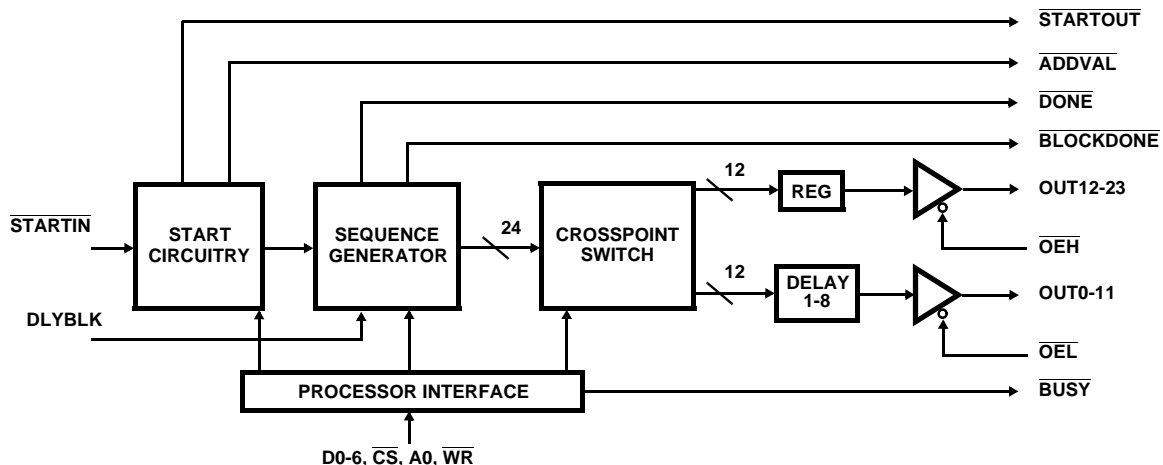 STARTOUT
ADDVAL
DONE
BLOCKDONE
12
REG
OUT12-23
STARTIN
START
CIRCUITRY
SEQUENCE
GENERATOR
24
CROSSPOINT
SWITCH
OEH
12
DELAY
1-8
OUT0-11
DLYBLK
OEL
PROCESSOR INTERFACE
BUSY
D0-6, CS, A0, WR